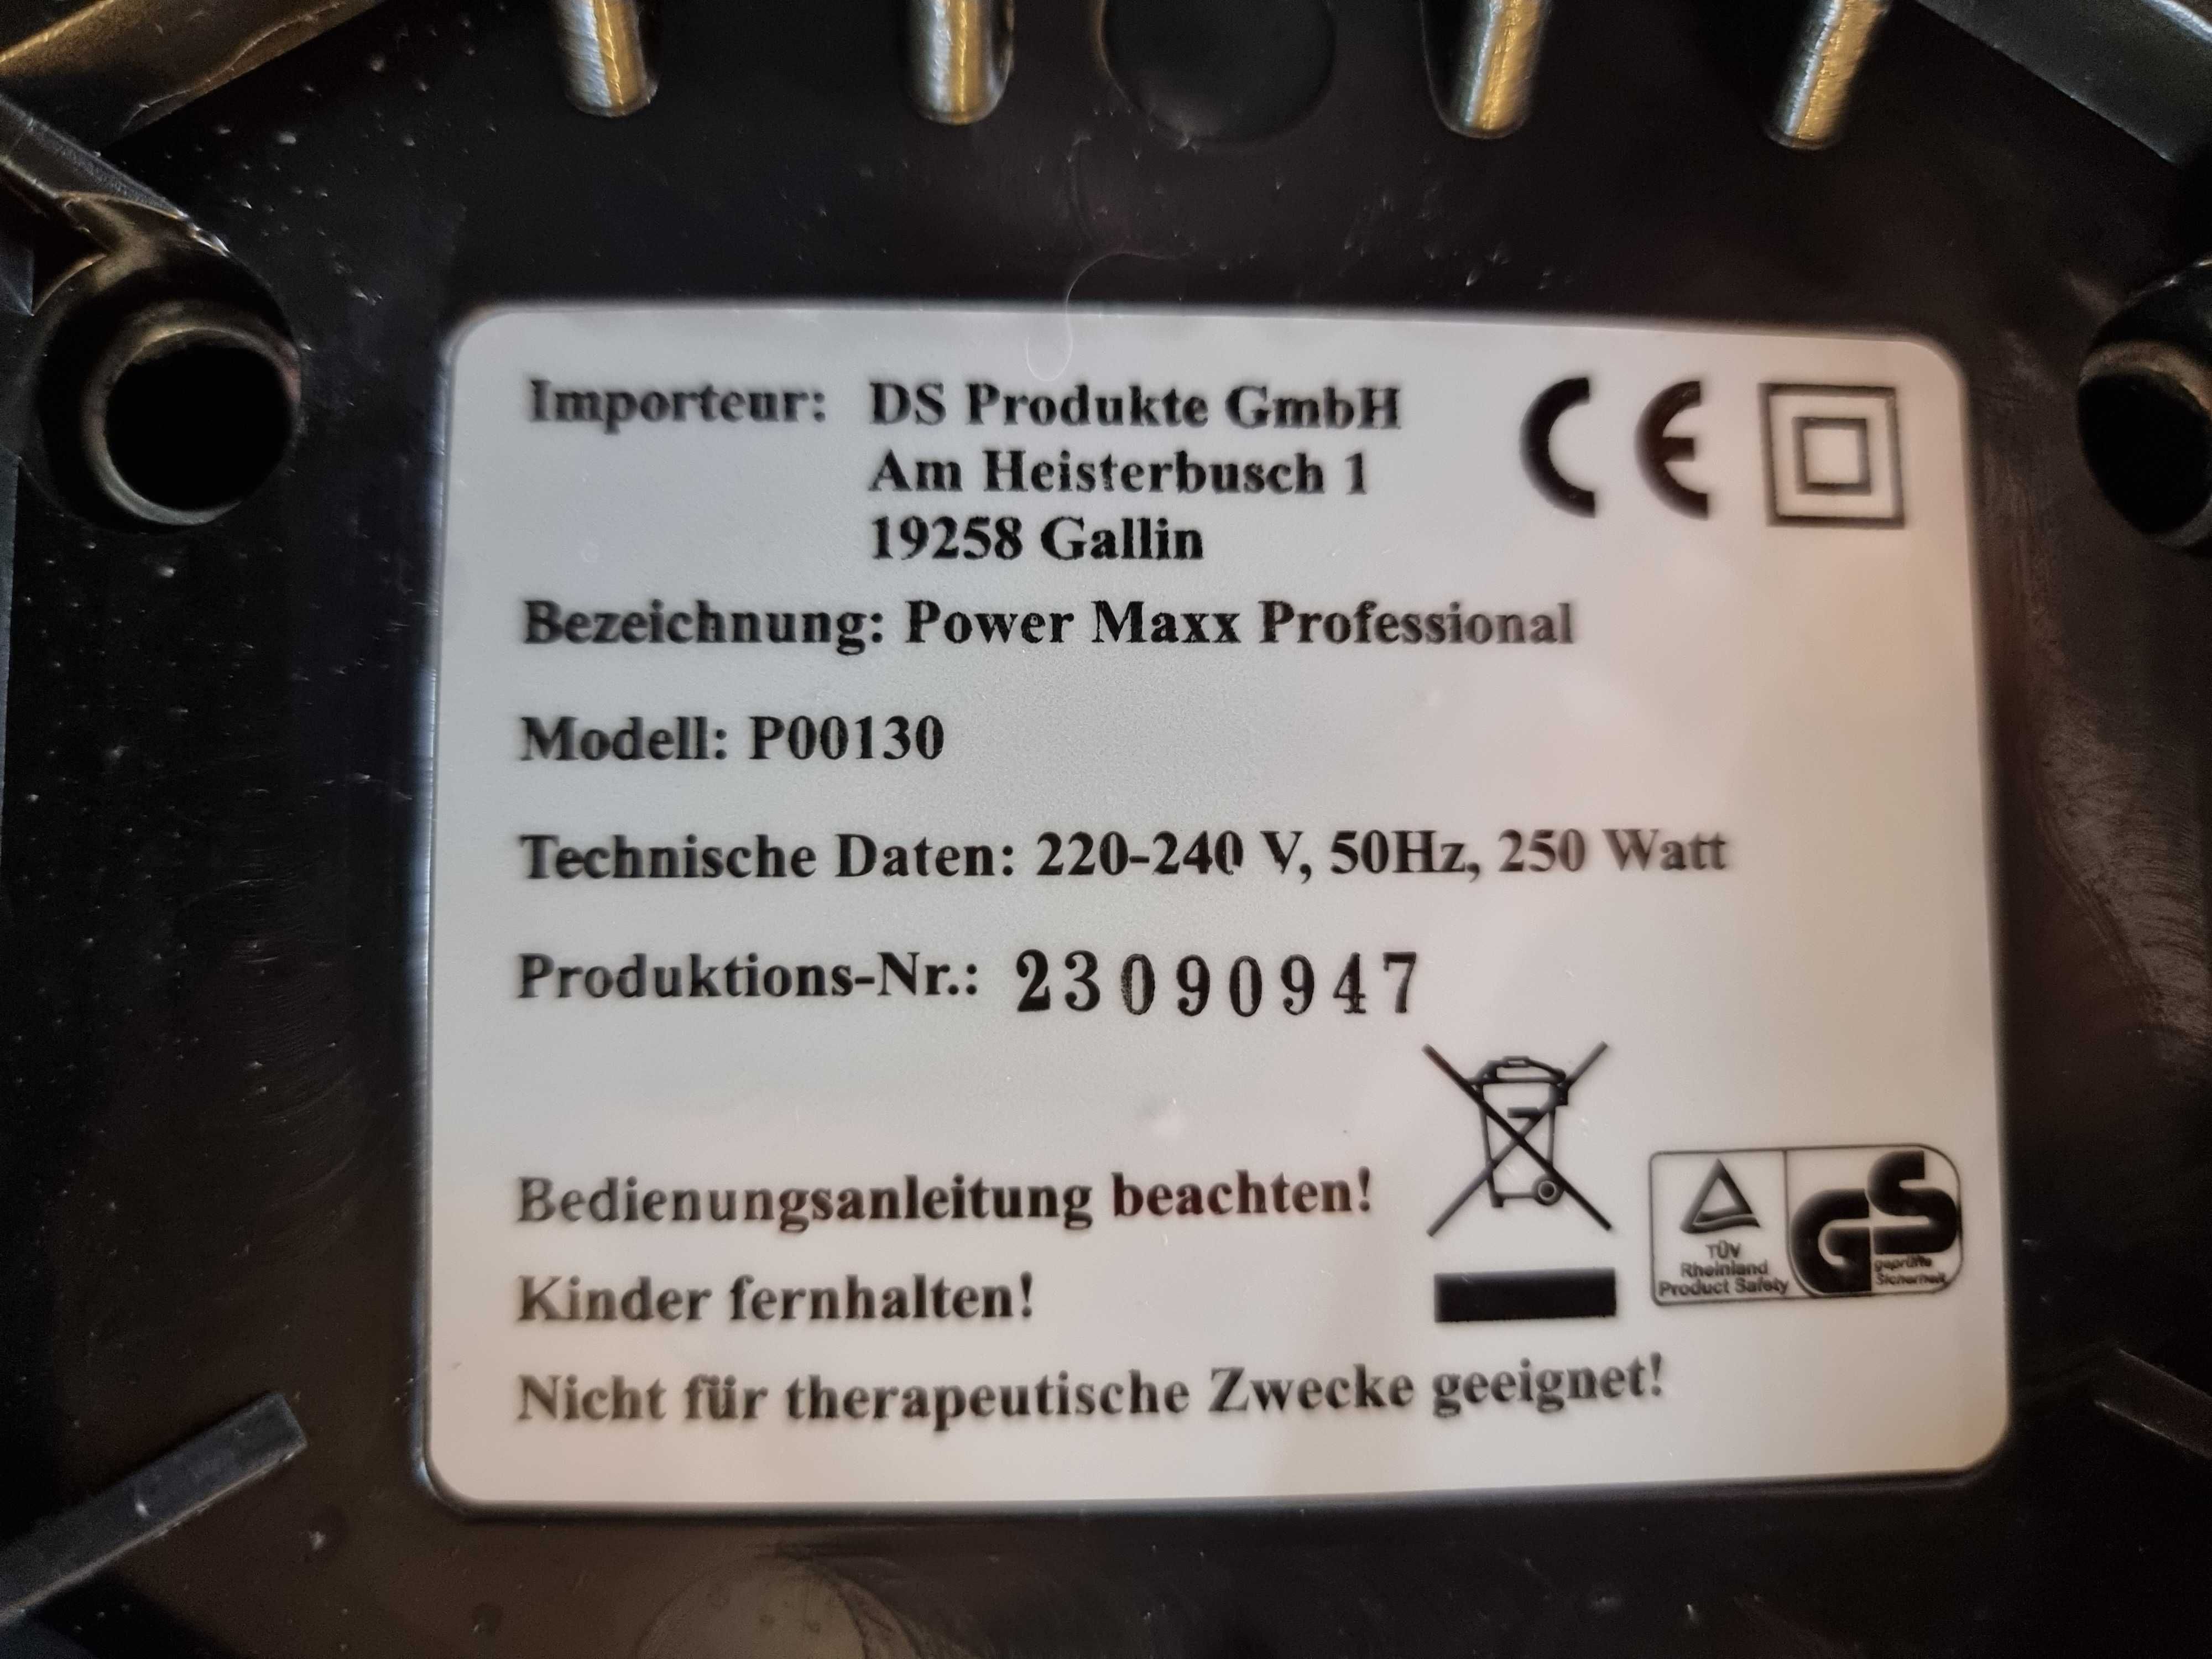 Importeur: DS Produkte GmbH
Am Heisterbusch 1
19258 Gallin
CE
Bezeichnung: Power Maxx Professional
Modell: P00130
Technische Daten: 220-240 V, 50Hz, 250 Watt
Produktions-Nr.: 23090947
Bedienungsanleitung beachten!
Kinder fernhalten!
Nicht für therapeutische Zwecke geeignet!
TÜV
Rheinland
Product Safety
GS
geprüfte
Sicherheit